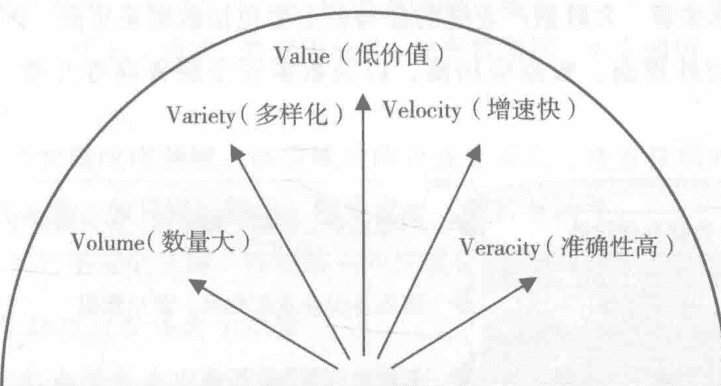 Value（低价值）
Variety（多样化）
Velocity（增速快）
Volume（数量大）
Veracity（准确性高）